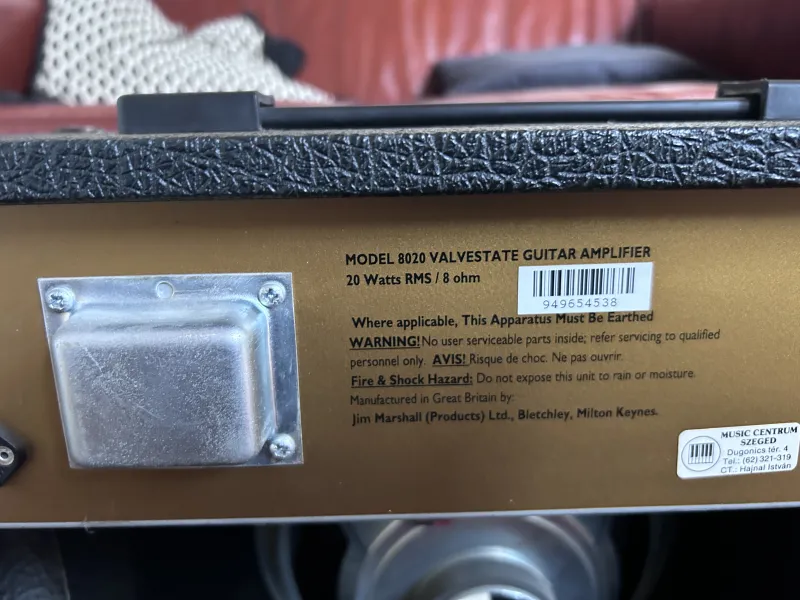 MODEL 8020 VALVESTATE GUITAR AMPLIFIER
20 Watts RMS / 8 ohm
949654538
Where applicable, This Apparatus Must Be Earthed
WARNING! No user serviceable parts inside; refer servicing to qualified
personnel only. AVIS! Risque de choc. Ne pas ouvrir.
Fire & Shock Hazard: Do not expose this unit to rain or moisture.
Manufactured in Great Britain by:
Jim Marshall (Products) Ltd., Bletchley, Milton Keynes.
MUSIC CENTRUM
SZEGED
Dugonics tér. 4
Tel.: (62) 321-319
CT.: Hajnal István